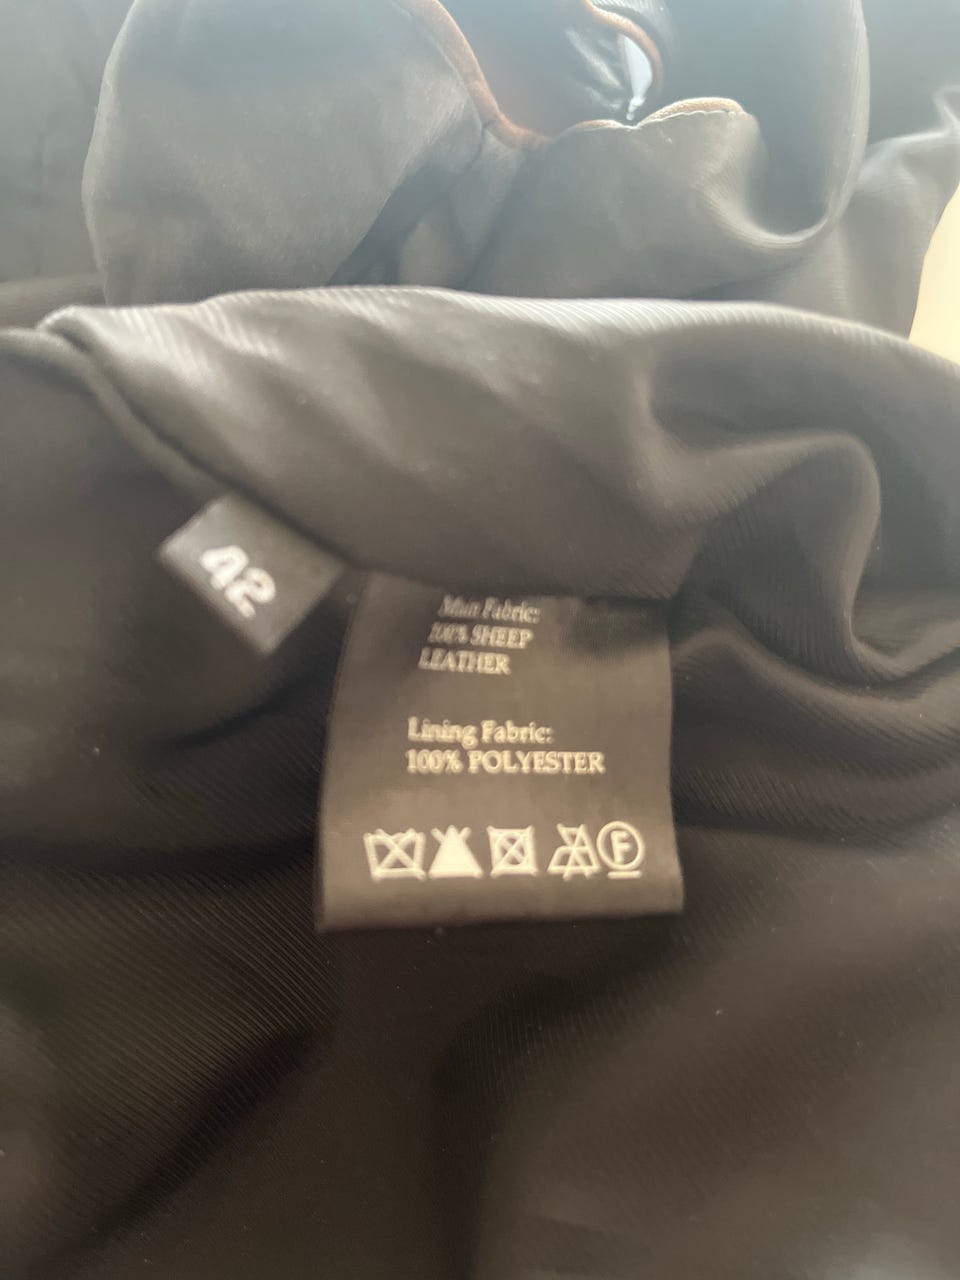 42
Main Fabric:
100% SHEEP
LEATHER
Lining Fabric:
100% POLYESTER
F